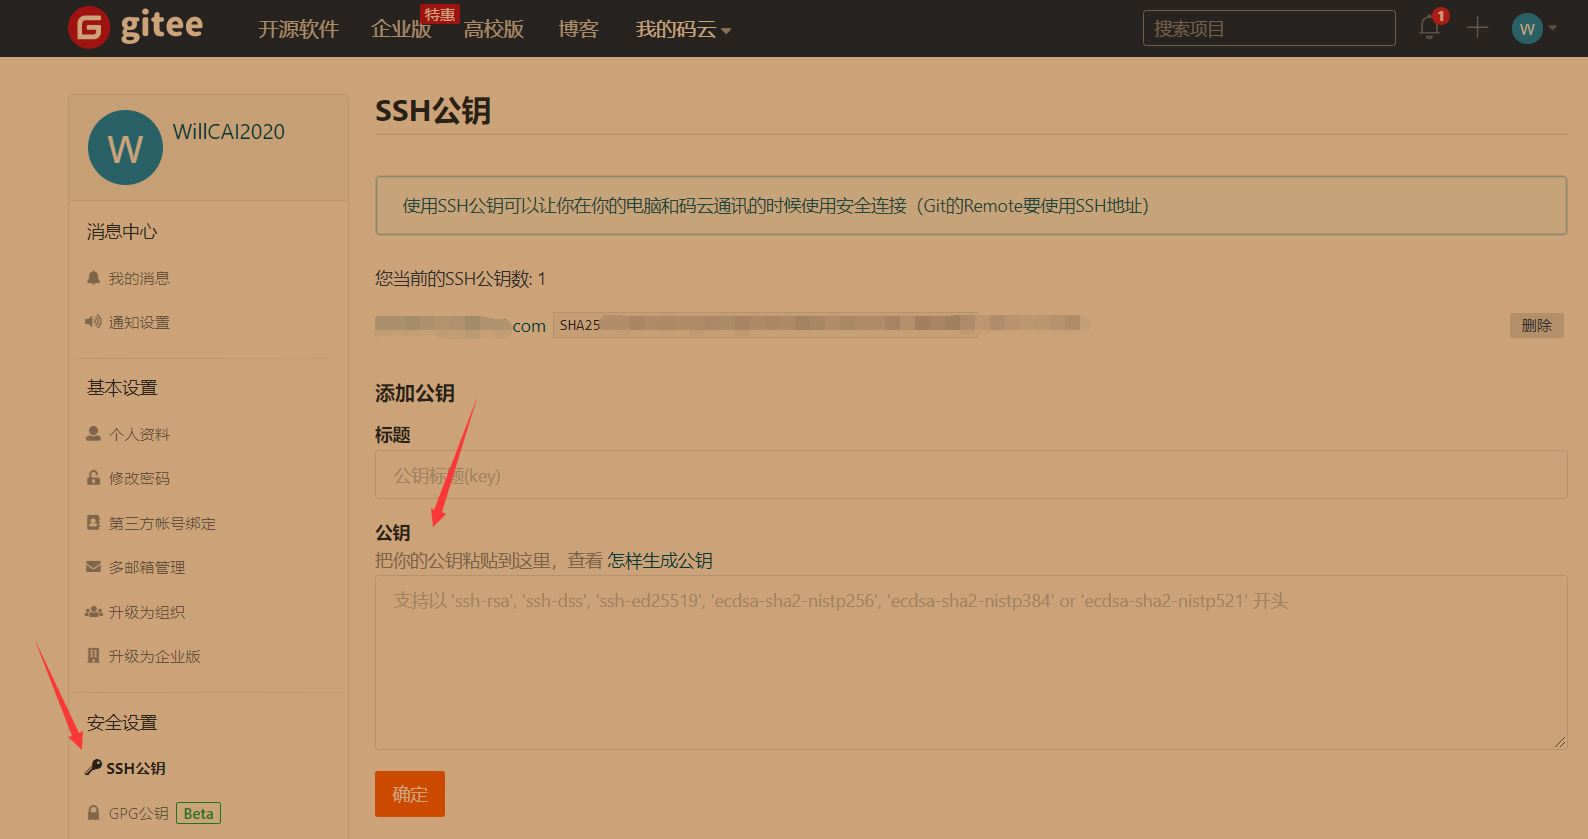 gitee 开源软件 企业版 特惠 高校版 博客 我的码云 搜索项目 1 W
W WillCAI2020
消息中心
我的消息
通知设置
基本设置
个人资料
修改密码
第三方帐号绑定
多邮箱管理
升级为组织
升级为企业版
安全设置
SSH公钥
GPG公钥 Beta
SSH公钥
使用SSH公钥可以让你在你的电脑和码云通讯的时候使用安全连接（Git的Remote要使用SSH地址）
您当前的SSH公钥数: 1
com SHA25 删除
添加公钥
标题
公钥标题(key)
公钥
把你的公钥粘贴到这里，查看 怎样生成公钥
支持以 'ssh-rsa', 'ssh-dss', 'ssh-ed25519', 'ecdsa-sha2-nistp256', 'ecdsa-sha2-nistp384' or 'ecdsa-sha2-nistp521' 开头
确定